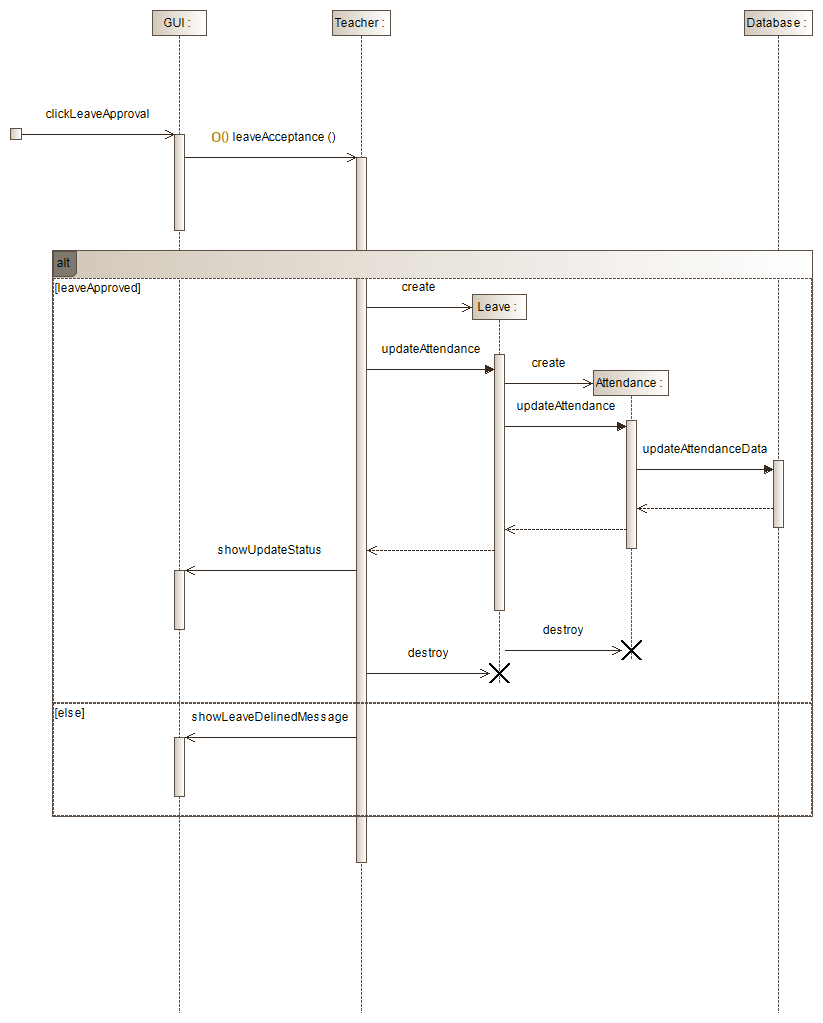 GUI :
Teacher :
Database :
clickLeaveApproval
O() leaveAcceptance ()
alt
[leaveApproved]
create
Leave :
updateAttendance
create
Attendance :
updateAttendance
updateAttendanceData
showUpdateStatus
destroy
destroy
[else]
showLeaveDelinedMessage